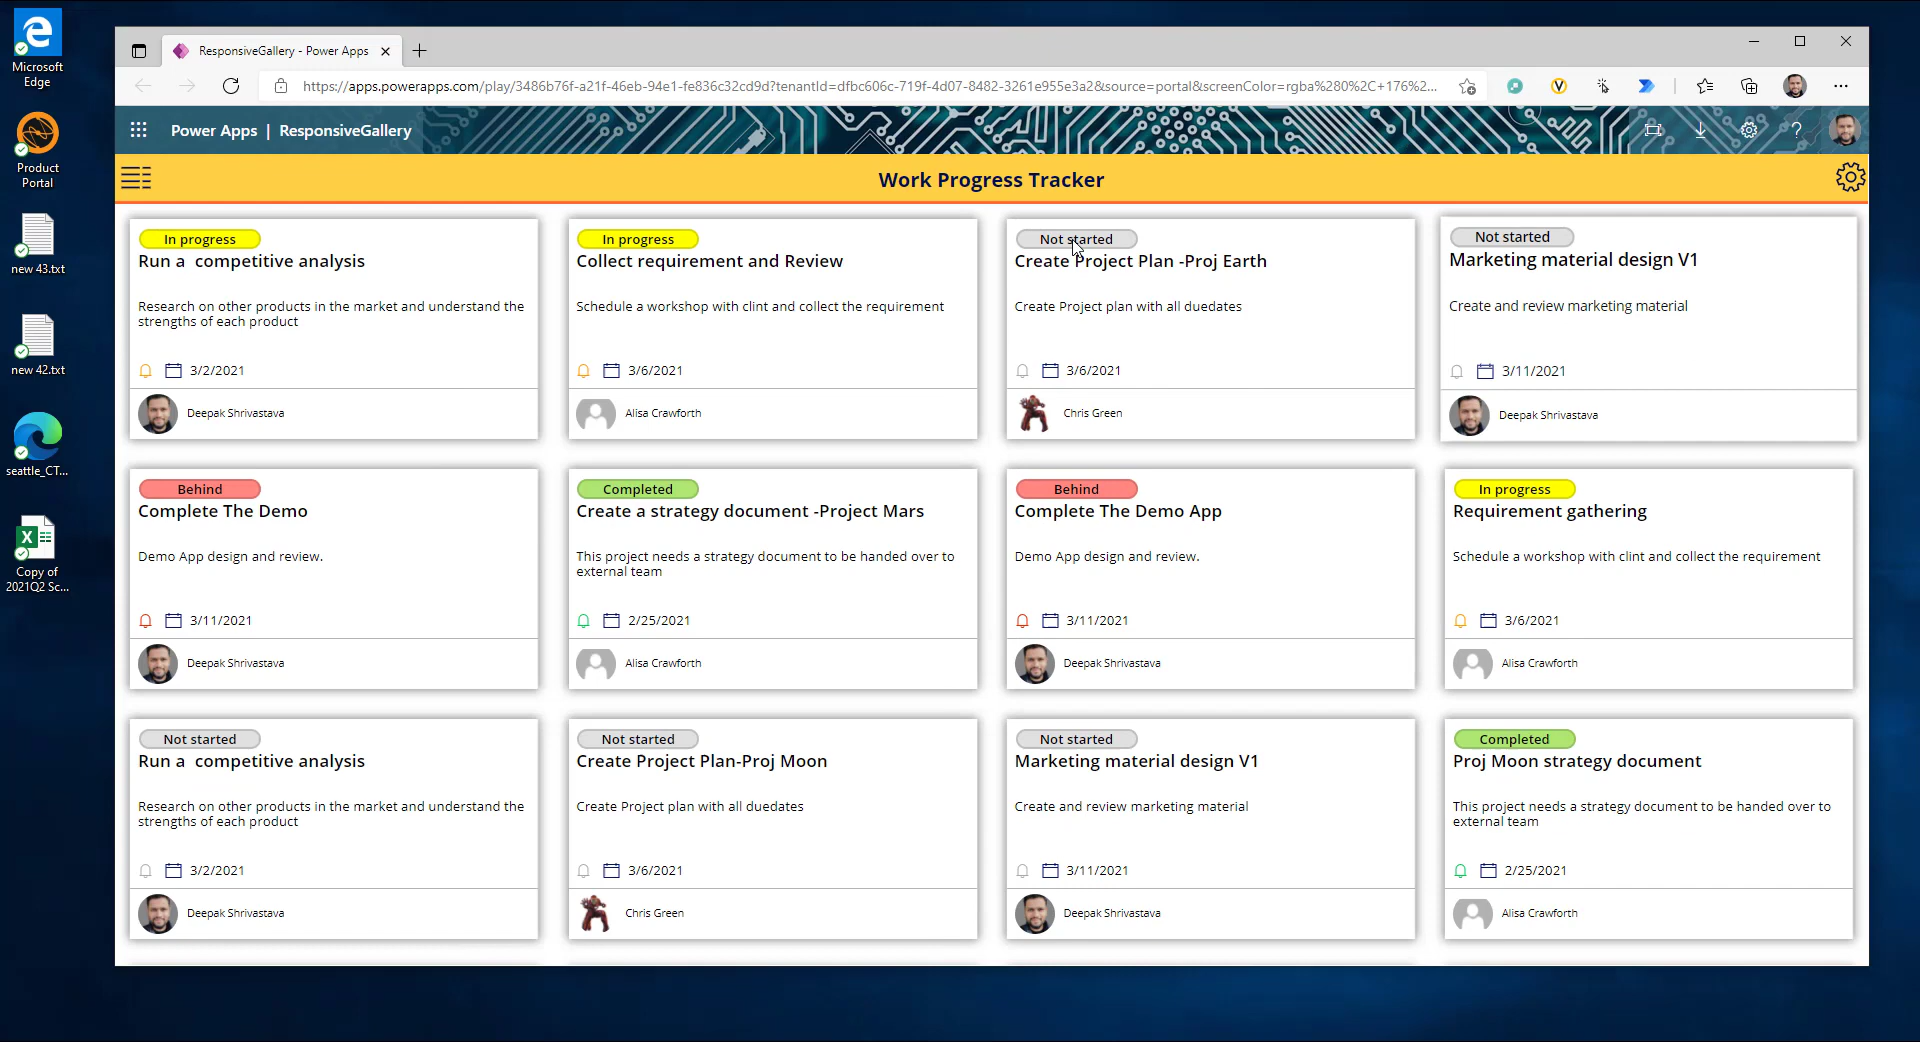 Microsoft
Edge
Product
Portal
new 43.txt
new 42.txt
seattle_CT...
Copy of
2021Q2 Sc...
ResponsiveGallery - Power Apps
https://apps.powerapps.com/play/3486b76f-a21f-46eb-94e1-fe836c32cd9d?tenantId=dfbc606c-719f-4d07-8482-3261e955e3a2&source=portal&screenColor=rgba%280%2C+176%2...
Power Apps | ResponsiveGallery
Work Progress Tracker
In progress
Run a  competitive analysis
Research on other products in the market and understand the
strengths of each product
3/2/2021
Deepak Shrivastava
In progress
Collect requirement and Review
Schedule a workshop with clint and collect the requirement
3/6/2021
Alisa Crawforth
Not started
Create Project Plan -Proj Earth
Create Project plan with all duedates
3/6/2021
Chris Green
Not started
Marketing material design V1
Create and review marketing material
3/11/2021
Deepak Shrivastava
Behind
Complete The Demo
Demo App design and review.
3/11/2021
Deepak Shrivastava
Completed
Create a strategy document -Project Mars
This project needs a strategy document to be handed over to
external team
2/25/2021
Alisa Crawforth
Behind
Complete The Demo App
Demo App design and review.
3/11/2021
Deepak Shrivastava
In progress
Requirement gathering
Schedule a workshop with clint and collect the requirement
3/6/2021
Alisa Crawforth
Not started
Run a  competitive analysis
Research on other products in the market and understand the
strengths of each product
3/2/2021
Deepak Shrivastava
Not started
Create Project Plan-Proj Moon
Create Project plan with all duedates
3/6/2021
Chris Green
Not started
Marketing material design V1
Create and review marketing material
3/11/2021
Deepak Shrivastava
Completed
Proj Moon strategy document
This project needs a strategy document to be handed over to
external team
2/25/2021
Alisa Crawforth